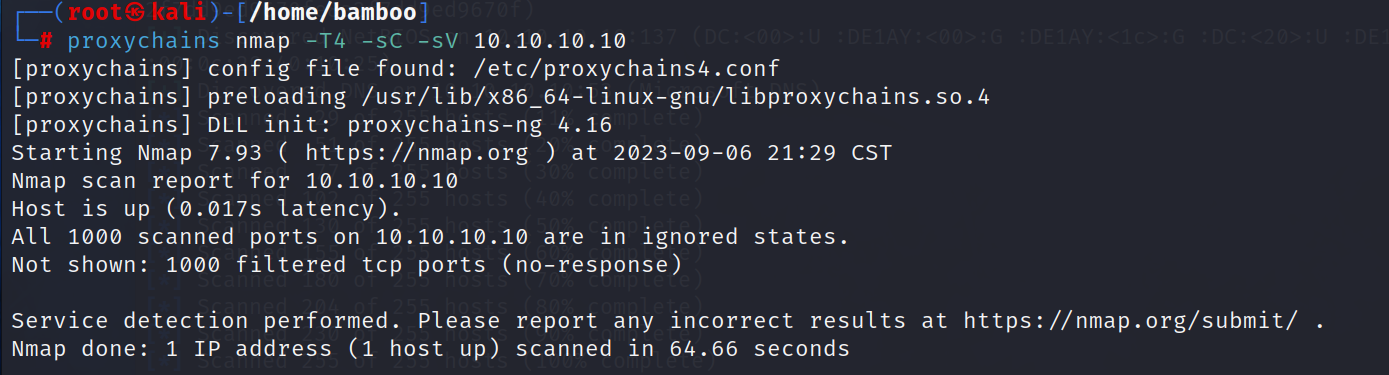 ┌──(root㉿kali)-[/home/bamboo]
└─# proxychains nmap -T4 -sC -sV 10.10.10.10
[proxychains] config file found: /etc/proxychains4.conf
[proxychains] preloading /usr/lib/x86_64-linux-gnu/libproxychains.so.4
[proxychains] DLL init: proxychains-ng 4.16
Starting Nmap 7.93 ( https://nmap.org ) at 2023-09-06 21:29 CST
Nmap scan report for 10.10.10.10
Host is up (0.017s latency).
All 1000 scanned ports on 10.10.10.10 are in ignored states.
Not shown: 1000 filtered tcp ports (no-response)
Service detection performed. Please report any incorrect results at https://nmap.org/submit/ .
Nmap done: 1 IP address (1 host up) scanned in 64.66 seconds